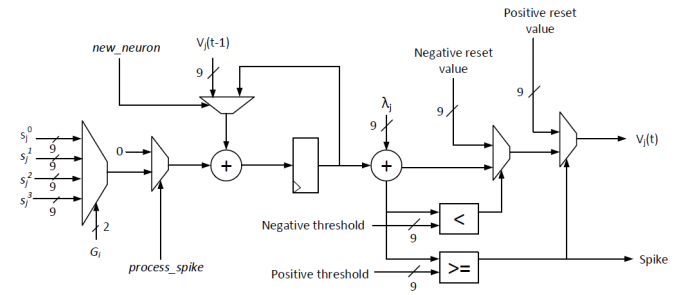 Positive reset
value
new_neuron
Vⱼ(t-1)
Negative reset
value
9
9
9
λⱼ
9
sⱼ⁰
9
sⱼ¹
9
sⱼ²
9
sⱼ³
9
0
+
+
Vⱼ(t)
2
Gᵢ
process_spike
Negative threshold
9
<
Positive threshold
9
>=
Spike